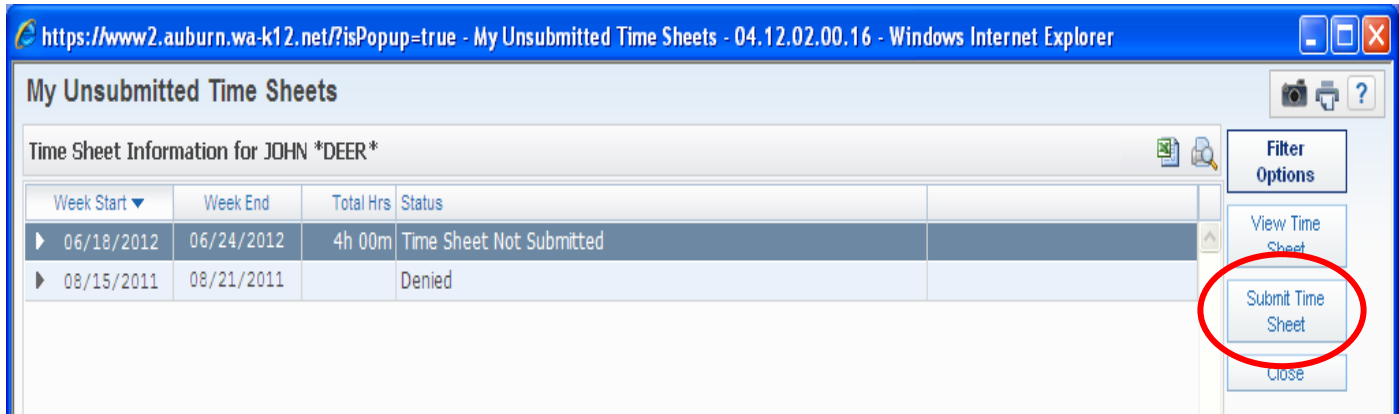 https://www2.auburn.wa-k12.net/?isPopup=true - My Unsubmitted Time Sheets - 04.12.02.00.16 - Windows Internet Explorer
My Unsubmitted Time Sheets
?
Time Sheet Information for JOHN *DEER*
Filter
Options
Week Start Week End Total Hrs Status
06/18/2012 06/24/2012 4h 00m Time Sheet Not Submitted
08/15/2011 08/21/2011 Denied
View Time
Sheet
Submit Time
Sheet
Close